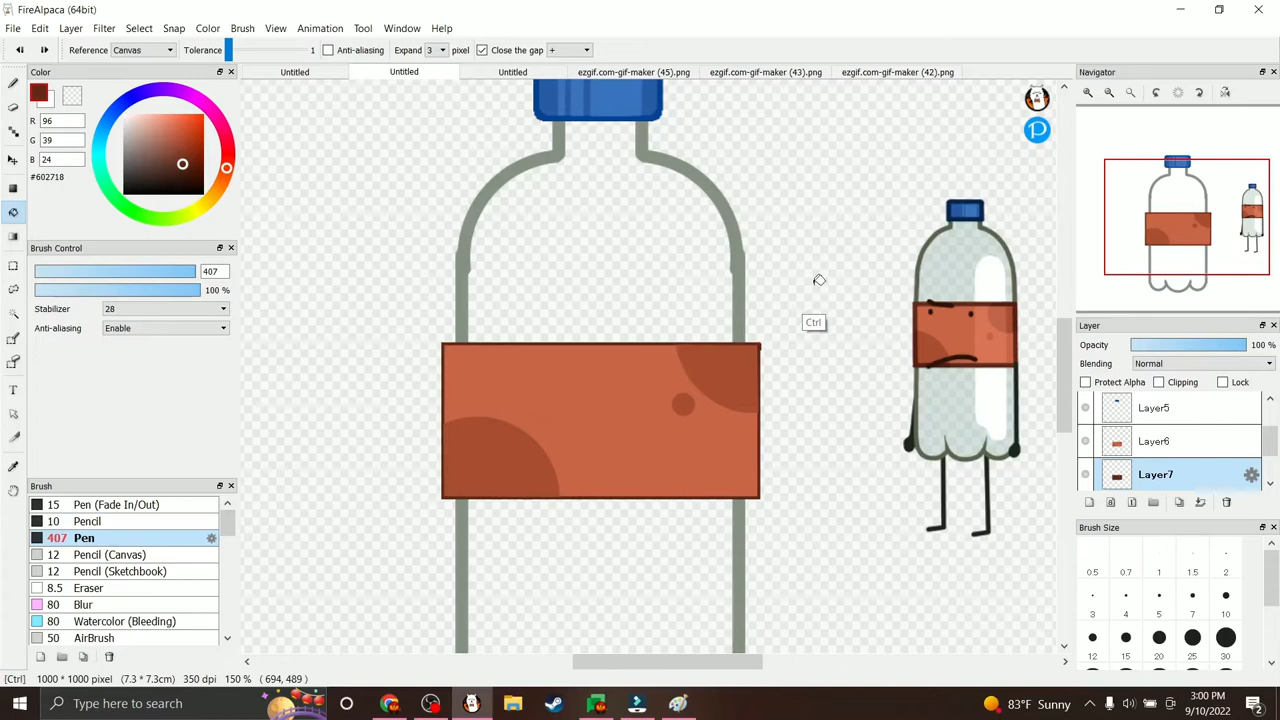 FireAlpaca (64bit)
File Edit Layer Filter Select Snap Color Brush View Animation Tool Window Help
Reference Canvas Tolerance 1 Anti-aliasing Expand 3 pixel Close the gap +
Color Untitled Untitled Untitled ezgif.com-gif-maker (45).png ezgif.com-gif-maker (43).png ezgif.com-gif-maker (42).png Navigator
R 96
G 39
B 24
#602718
Brush Control
407
100 %
Stabilizer 28
Anti-aliasing Enable
Ctrl
Layer
Opacity 100 %
Blending Normal
Protect Alpha Clipping Lock
Layer5
Layer6
Layer7
Brush
15 Pen (Fade In/Out)
10 Pencil
407 Pen
12 Pencil (Canvas)
12 Pencil (Sketchbook)
8.5 Eraser
80 Blur
80 Watercolor (Bleeding)
50 AirBrush
Brush Size
0.5 0.7 1 1.5 2
3 4 5 7 10
12 15 20 25 30
[Ctrl] 1000 * 1000 pixel (7.3 * 7.3cm) 350 dpi 150 % ( 694, 489 )
Type here to search
83°F Sunny
3:00 PM
9/10/2022